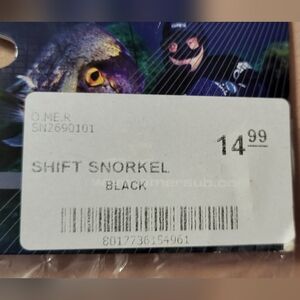 O.ME.R
SN2690101
14.99
SHIFT SNORKEL
BLACK
8017736154961